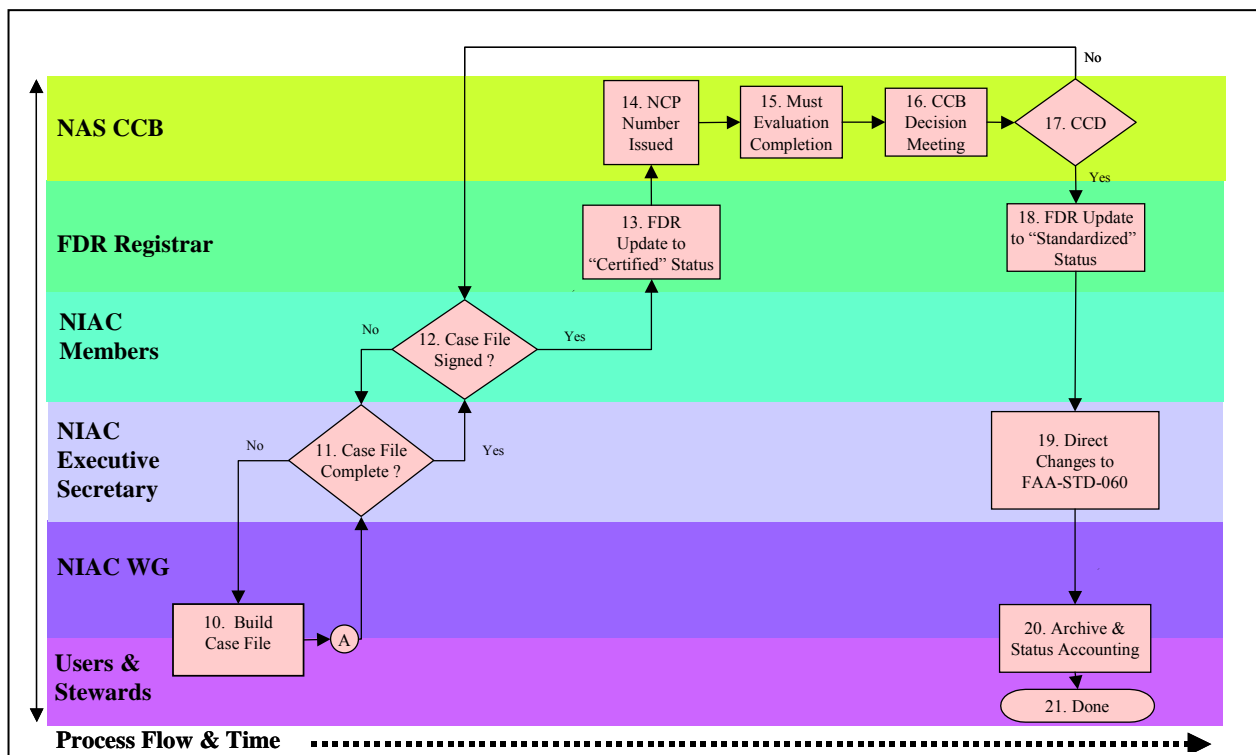 No
NAS CCB
14. NCP
Number
Issued
15. Must
Evaluation
Completion
16. CCB
Decision
Meeting
17. CCD
Yes
FDR Registrar
13. FDR
Update to
“Certified” Status
18. FDR Update
to “Standardized”
Status
NIAC
Members
No
12. Case File
Signed ?
Yes
NIAC
Executive
Secretary
No
11. Case File
Complete ?
Yes
19. Direct
Changes to
FAA-STD-060
NIAC WG
10. Build
Case File
A
20. Archive &
Status Accounting
Users &
Stewards
21. Done
Process Flow & Time